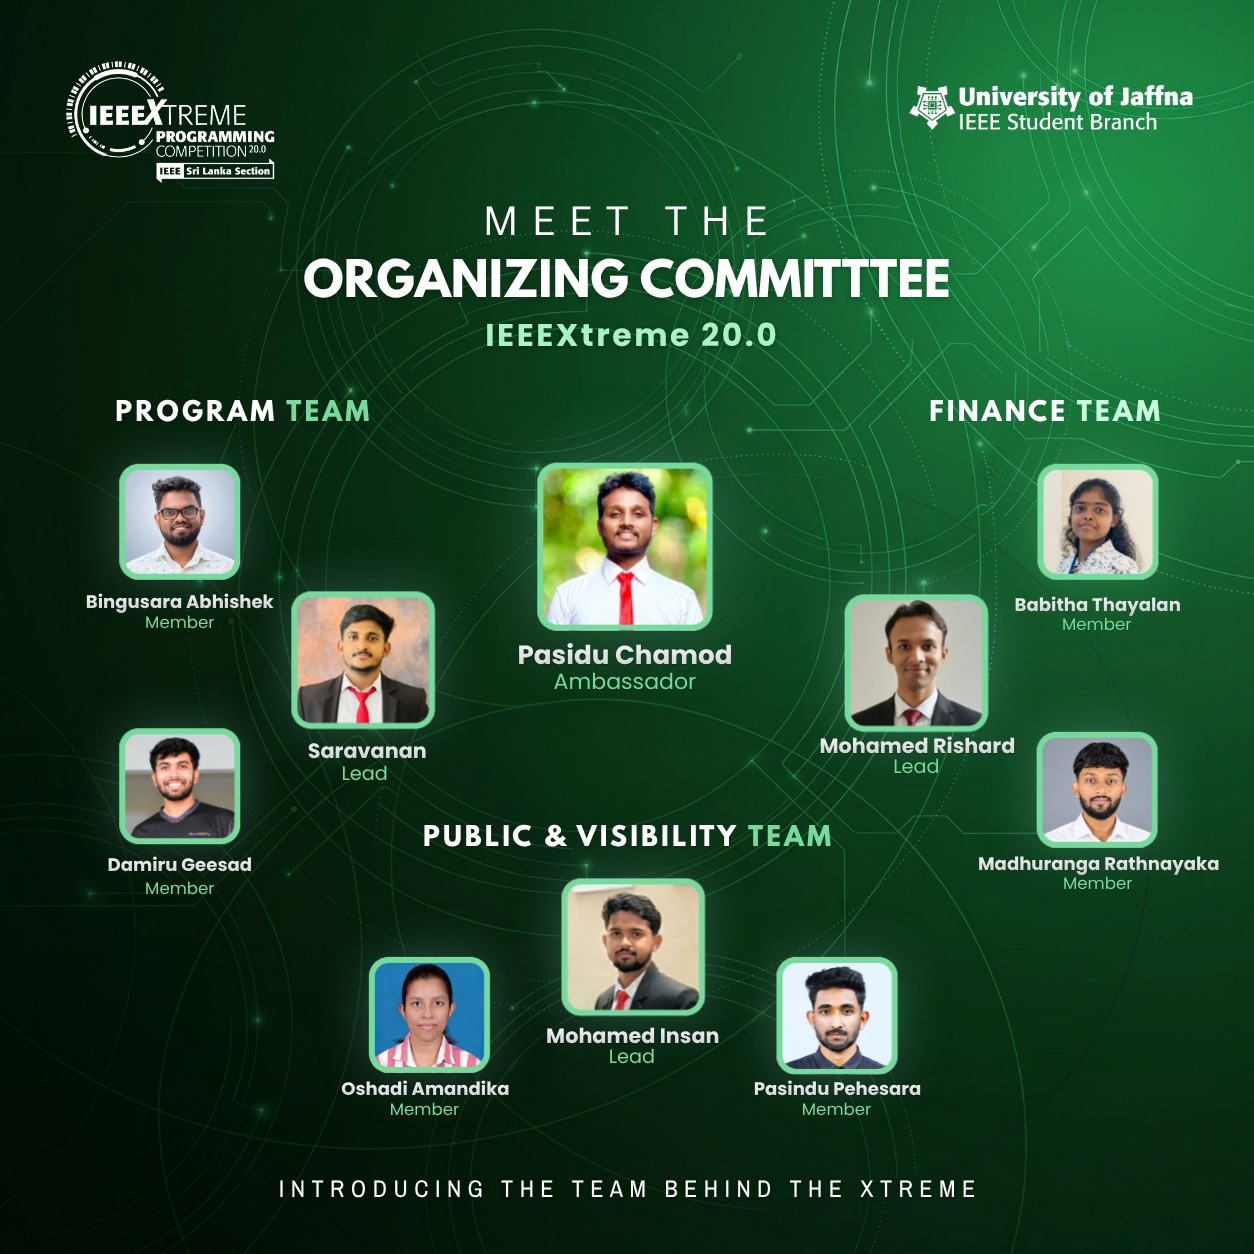 IEEEXTREME
PROGRAMMING
COMPETITION 20.0
IEEE Sri Lanka Section
University of Jaffna
IEEE Student Branch
MEET THE
ORGANIZING COMMITTTEE
IEEEXtreme 20.0
PROGRAM TEAM
FINANCE TEAM
Bingusara Abhishek
Member
Saravanan
Lead
Damiru Geesad
Member
Pasidu Chamod
Ambassador
Babitha Thayalan
Member
Mohamed Rishard
Lead
Madhuranga Rathnayaka
Member
PUBLIC & VISIBILITY TEAM
Oshadi Amandika
Member
Mohamed Insan
Lead
Pasindu Pehesara
Member
INTRODUCING THE TEAM BEHIND THE XTREME